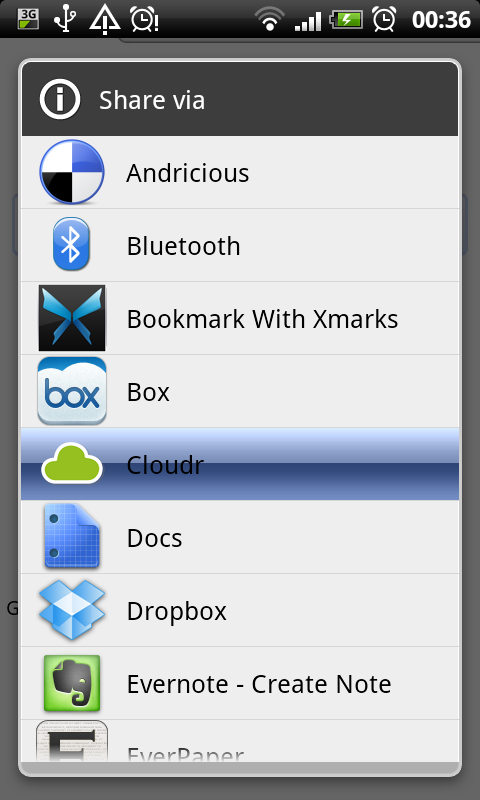 3G 00:36
Share via
Andricious
Bluetooth
Bookmark With Xmarks
box Box
Cloudr
Docs
Dropbox
Evernote - Create Note
EverPaper
G